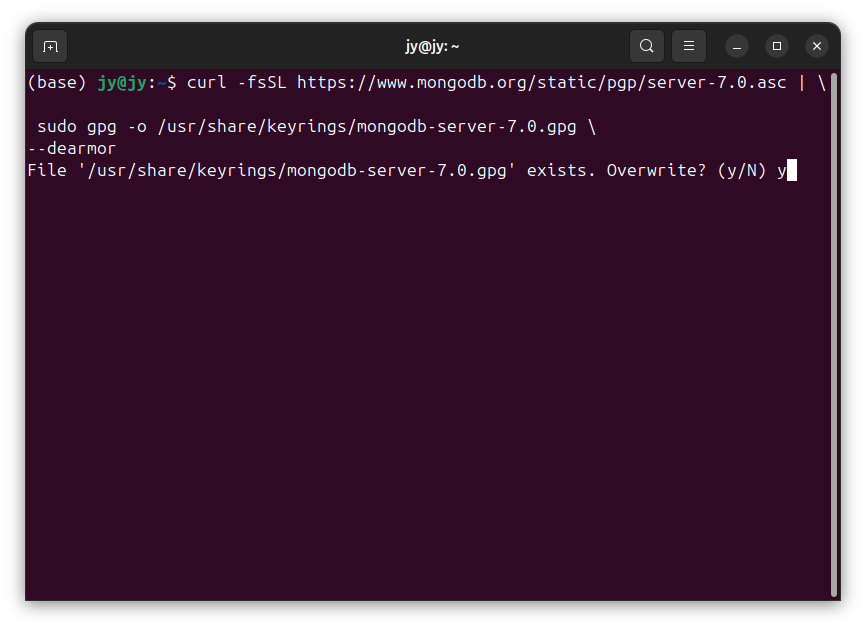 jy@jy: ~
(base) jy@jy:~$ curl -fsSL https://www.mongodb.org/static/pgp/server-7.0.asc | \
sudo gpg -o /usr/share/keyrings/mongodb-server-7.0.gpg \
--dearmor
File '/usr/share/keyrings/mongodb-server-7.0.gpg' exists. Overwrite? (y/N) y